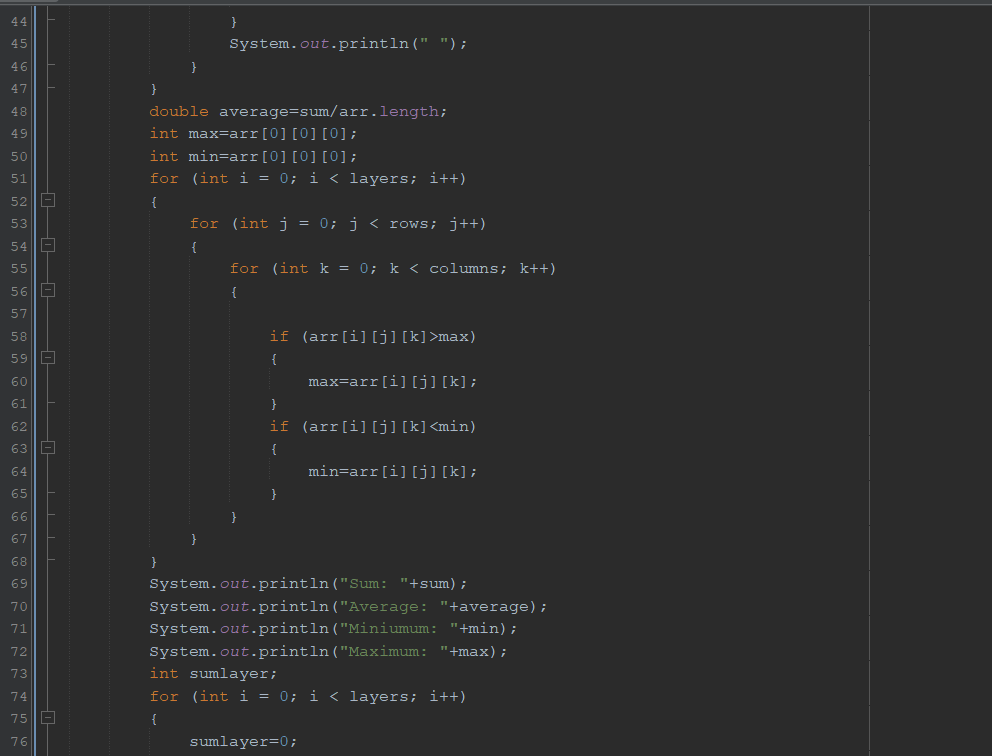 44 }
45 System.out.println(" ");
46 }
47 }
48 double average=sum/arr.length;
49 int max=arr[0][0][0];
50 int min=arr[0][0][0];
51 for (int i = 0; i < layers; i++)
52 {
53 for (int j = 0; j < rows; j++)
54 {
55 for (int k = 0; k < columns; k++)
56 {
57
58 if (arr[i][j][k]>max)
59 {
60 max=arr[i][j][k];
61 }
62 if (arr[i][j][k]<min)
63 {
64 min=arr[i][j][k];
65 }
66 }
67 }
68 }
69 System.out.println("Sum: "+sum);
70 System.out.println("Average: "+average);
71 System.out.println("Miniumum: "+min);
72 System.out.println("Maximum: "+max);
73 int sumlayer;
74 for (int i = 0; i < layers; i++)
75 {
76 sumlayer=0;